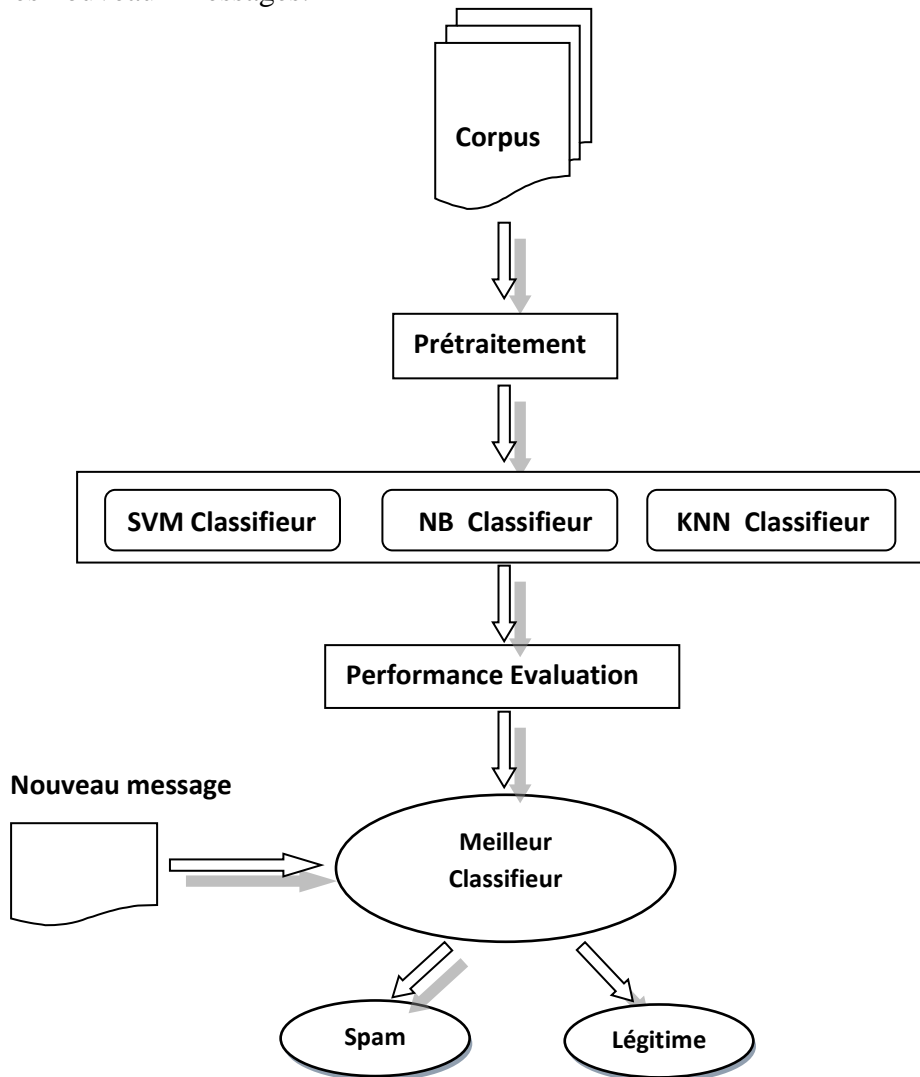 Corpus
Prétraitement
SVM Classifieur
NB Classifieur
KNN Classifieur
Performance Evaluation
Nouveau message
Meilleur
Classifieur
Spam
Légitime